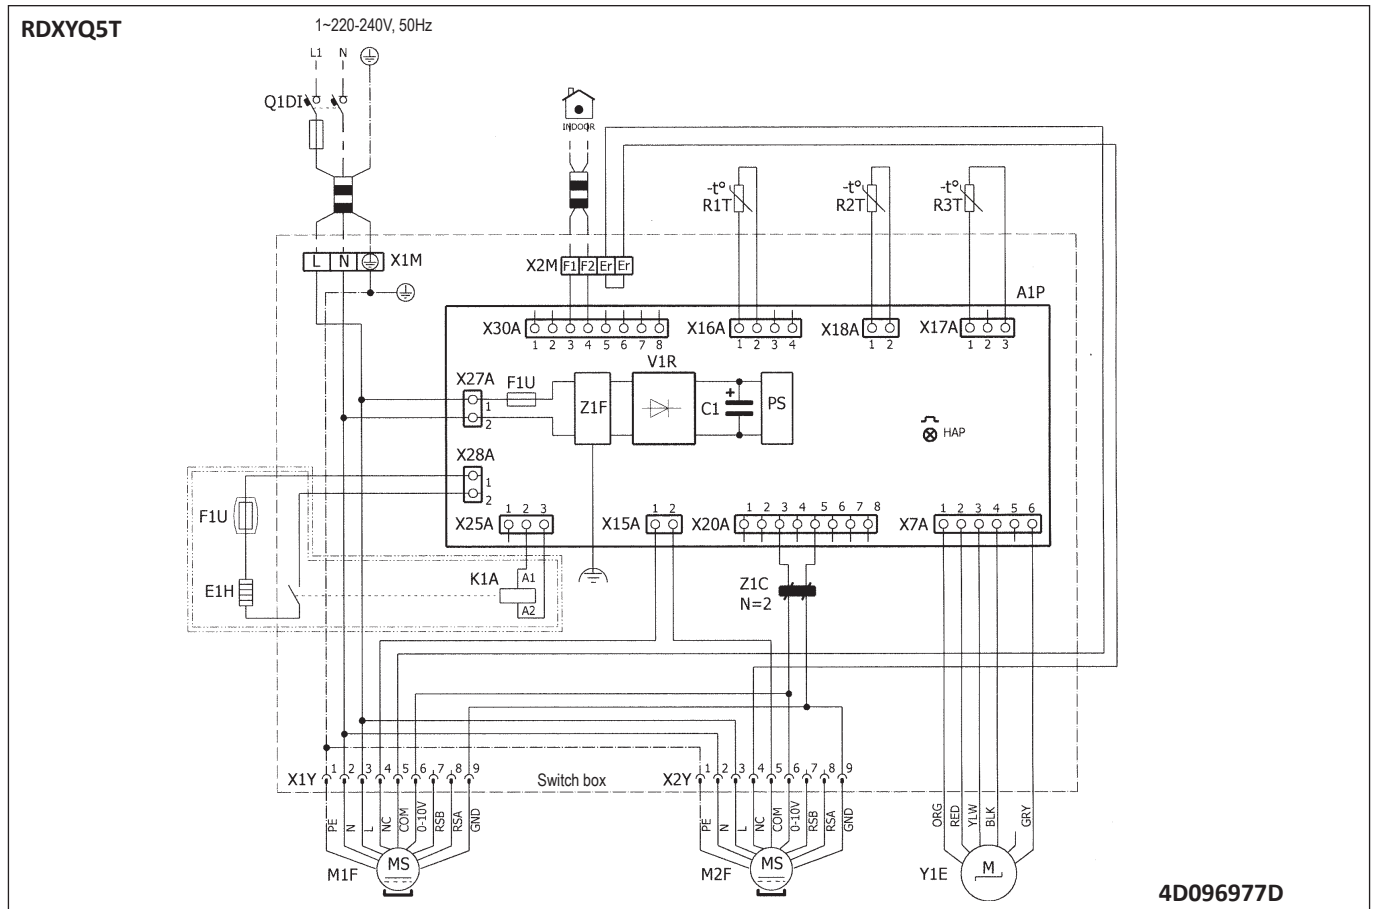 RDXYQ5T
1~220-240V, 50Hz
L1 N
Q1DI
INDOOR
-t° R1T
-t° R2T
-t° R3T
L N X1M
X2M F1 F2 Er Er
A1P
X30A 1 2 3 4 5 6 7 8
X16A 1 2 3 4
X18A 1 2
X17A 1 2 3
V1R
X27A 1 2
F1U
Z1F
C1 +
PS
HAP
X28A 1 2
F1U
X25A 1 2 3
X15A 1 2
X20A 1 2 3 4 5 6 7 8
X7A 1 2 3 4 5 6
E1H
K1A A1 A2
Z1C
N=2
X1Y 1 2 3 4 5 6 7 8 9
Switch box
X2Y 1 2 3 4 5 6 7 8 9
PE N L NC COM 0-10V RSB RSA GND
PE N L NC COM 0-10V RSB RSA GND
ORG RED YLW BLK GRY
M1F MS
M2F MS
Y1E M
4D096977D